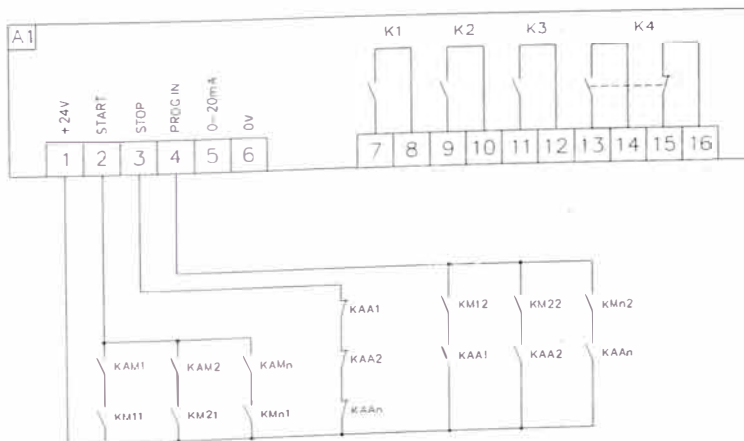 A1
K1 K2 K3 K4
+24V
START
STOP
PROG IN
0-20mA
0V
1 2 3 4 5 6
7 8 9 10 11 12 13 14 15 16
KAA1 KM12 KM22 KMn2
KAM1 KAM2 KAMn KAA2 KAA1 KAA2 KAAn
KM11 KM21 KMn1 KAAn